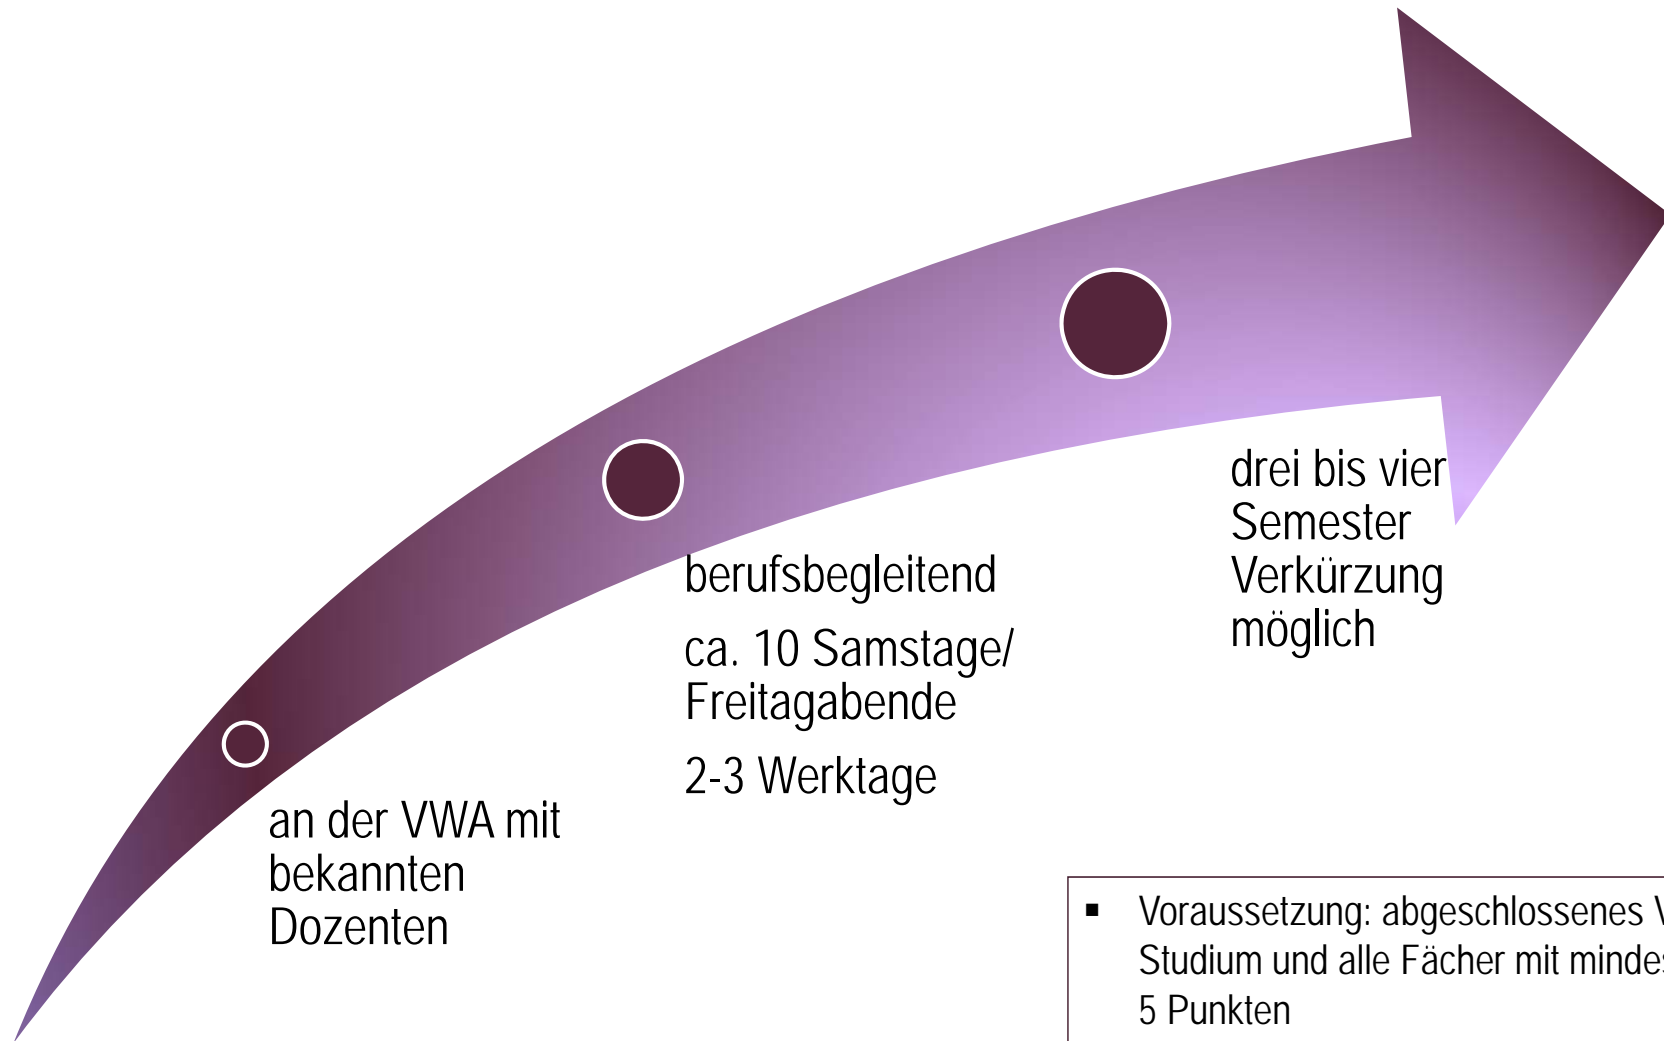 an der VWA mit
bekannten
Dozenten
berufsbegleitend
ca. 10 Samstage/
Freitagabende
2-3 Werktage
drei bis vier
Semester
Verkürzung
möglich
▪ Voraussetzung: abgeschlossenes
Studium und alle Fächer mit
5 Punkten